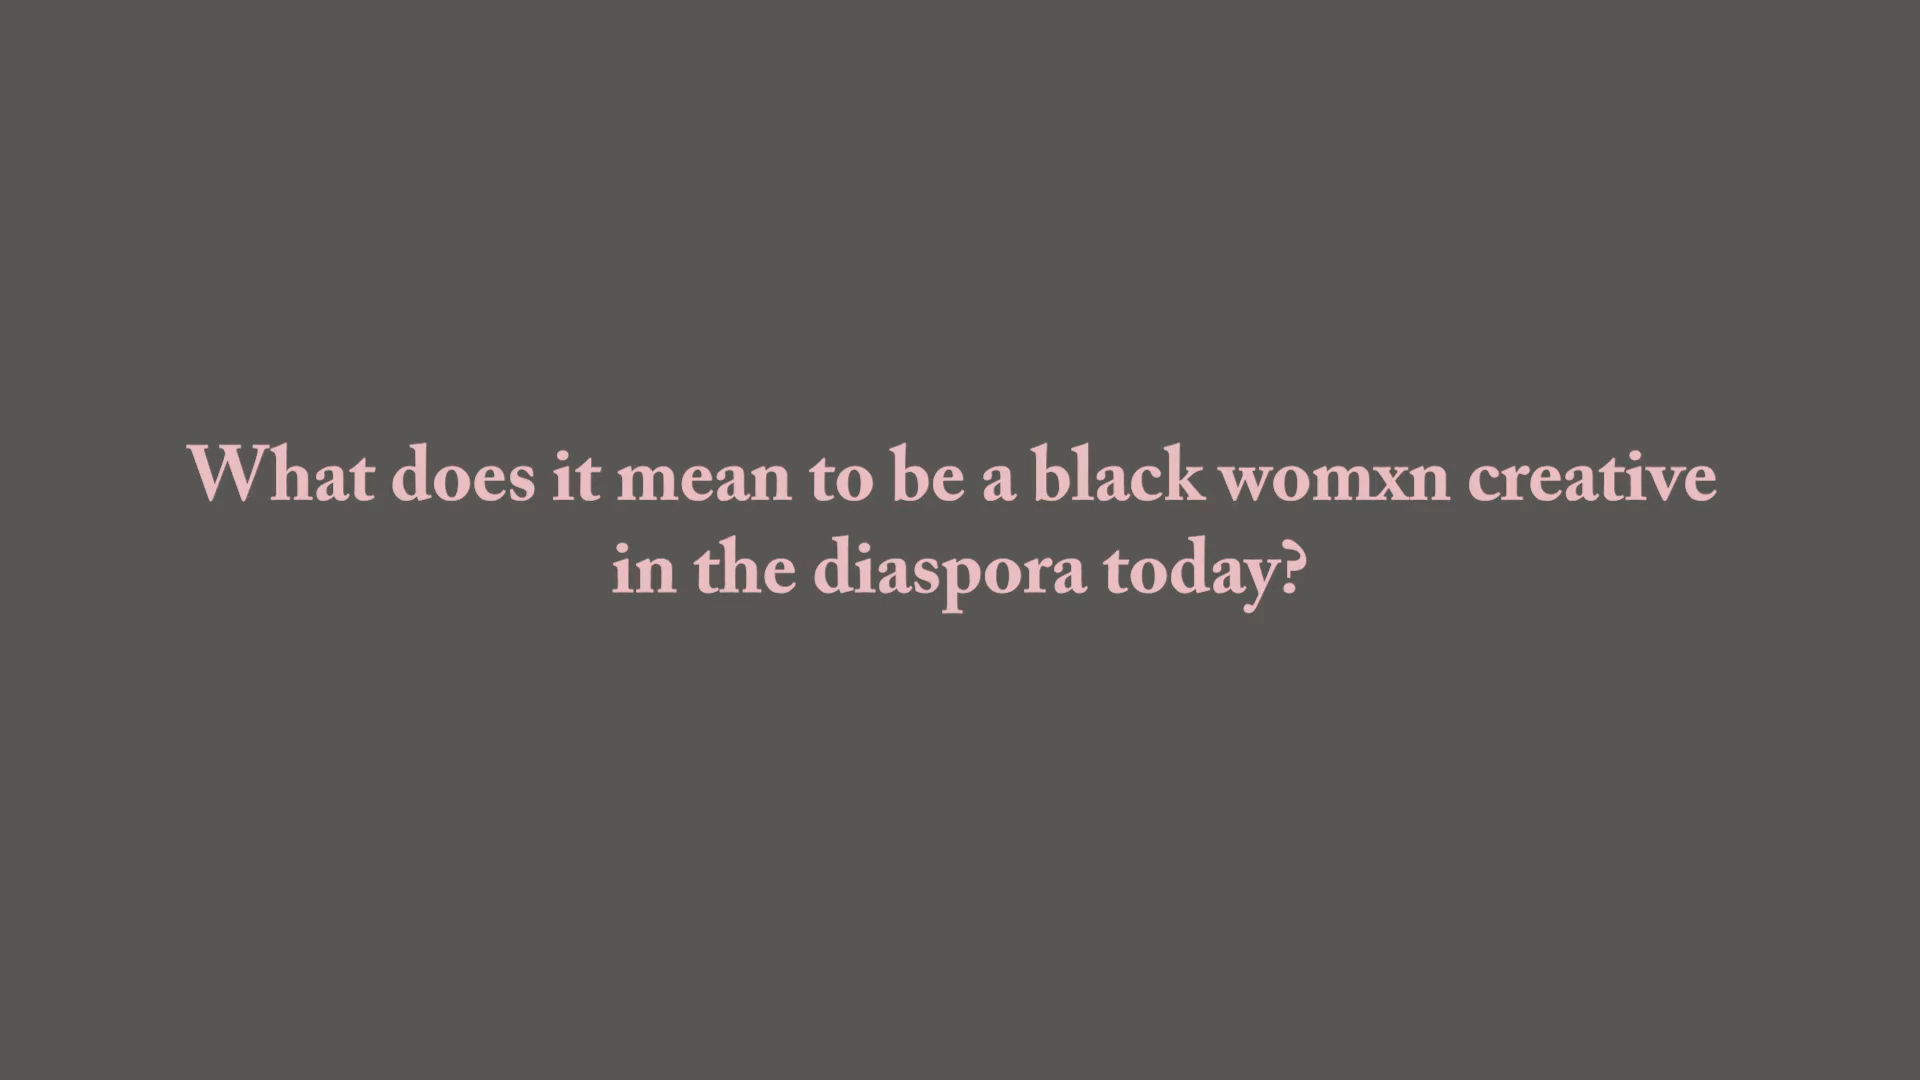 What does it mean to be a black womxn creative
in the diaspora today?